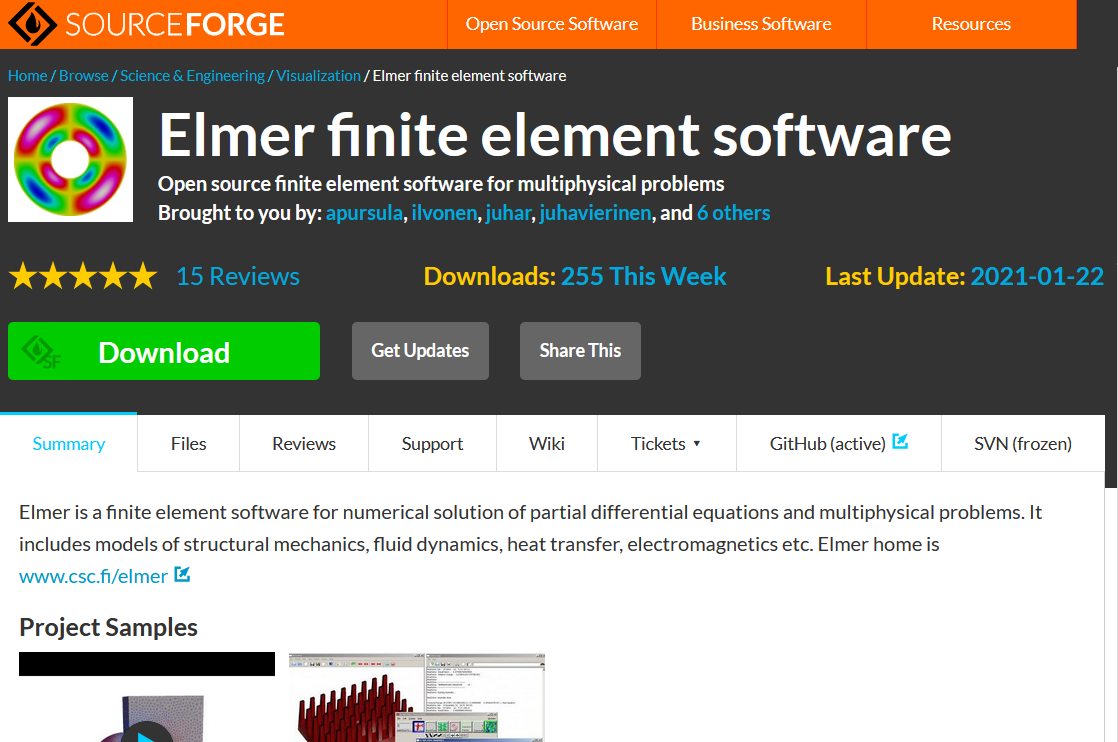 SOURCEFORGE
Open Source Software
Business Software
Resources
Home / Browse / Science & Engineering / Visualization / Elmer finite element software
Elmer finite element software
Open source finite element software for multiphysical problems
Brought to you by: apursula, ilvonen, juhar, juhavierinen, and 6 others
15 Reviews
Downloads: 255 This Week
Last Update: 2021-01-22
SF
Download
Get Updates
Share This
Summary
Files
Reviews
Support
Wiki
Tickets
GitHub (active)
SVN (frozen)
Elmer is a finite element software for numerical solution of partial differential equations and multiphysical problems. It
includes models of structural mechanics, fluid dynamics, heat transfer, electromagnetics etc. Elmer home is
www.csc.fi/elmer
Project Samples